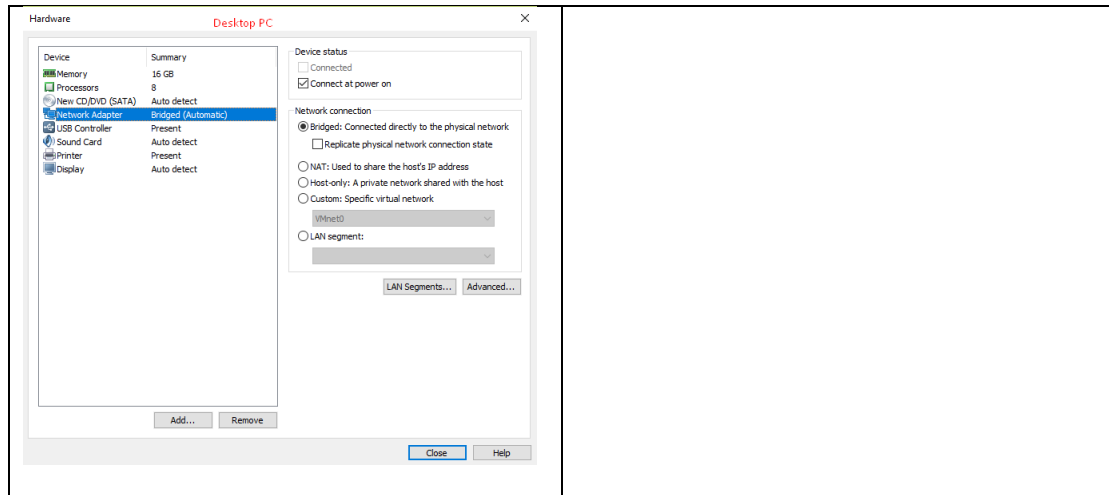 Hardware
Desktop PC
Device Summary
Memory 16 GB
Processors 8
New CD/DVD (SATA) Auto detect
Network Adapter Bridged (Automatic)
USB Controller Present
Sound Card Auto detect
Printer Present
Display Auto detect
Add... Remove
Device status
Connected
Connect at power on
Network connection
Bridged: Connected directly to the physical network
Replicate physical network connection state
NAT: Used to share the host's IP address
Host-only: A private network shared with the host
Custom: Specific virtual network
VMnet0
LAN segment:
LAN Segments... Advanced...
Close Help